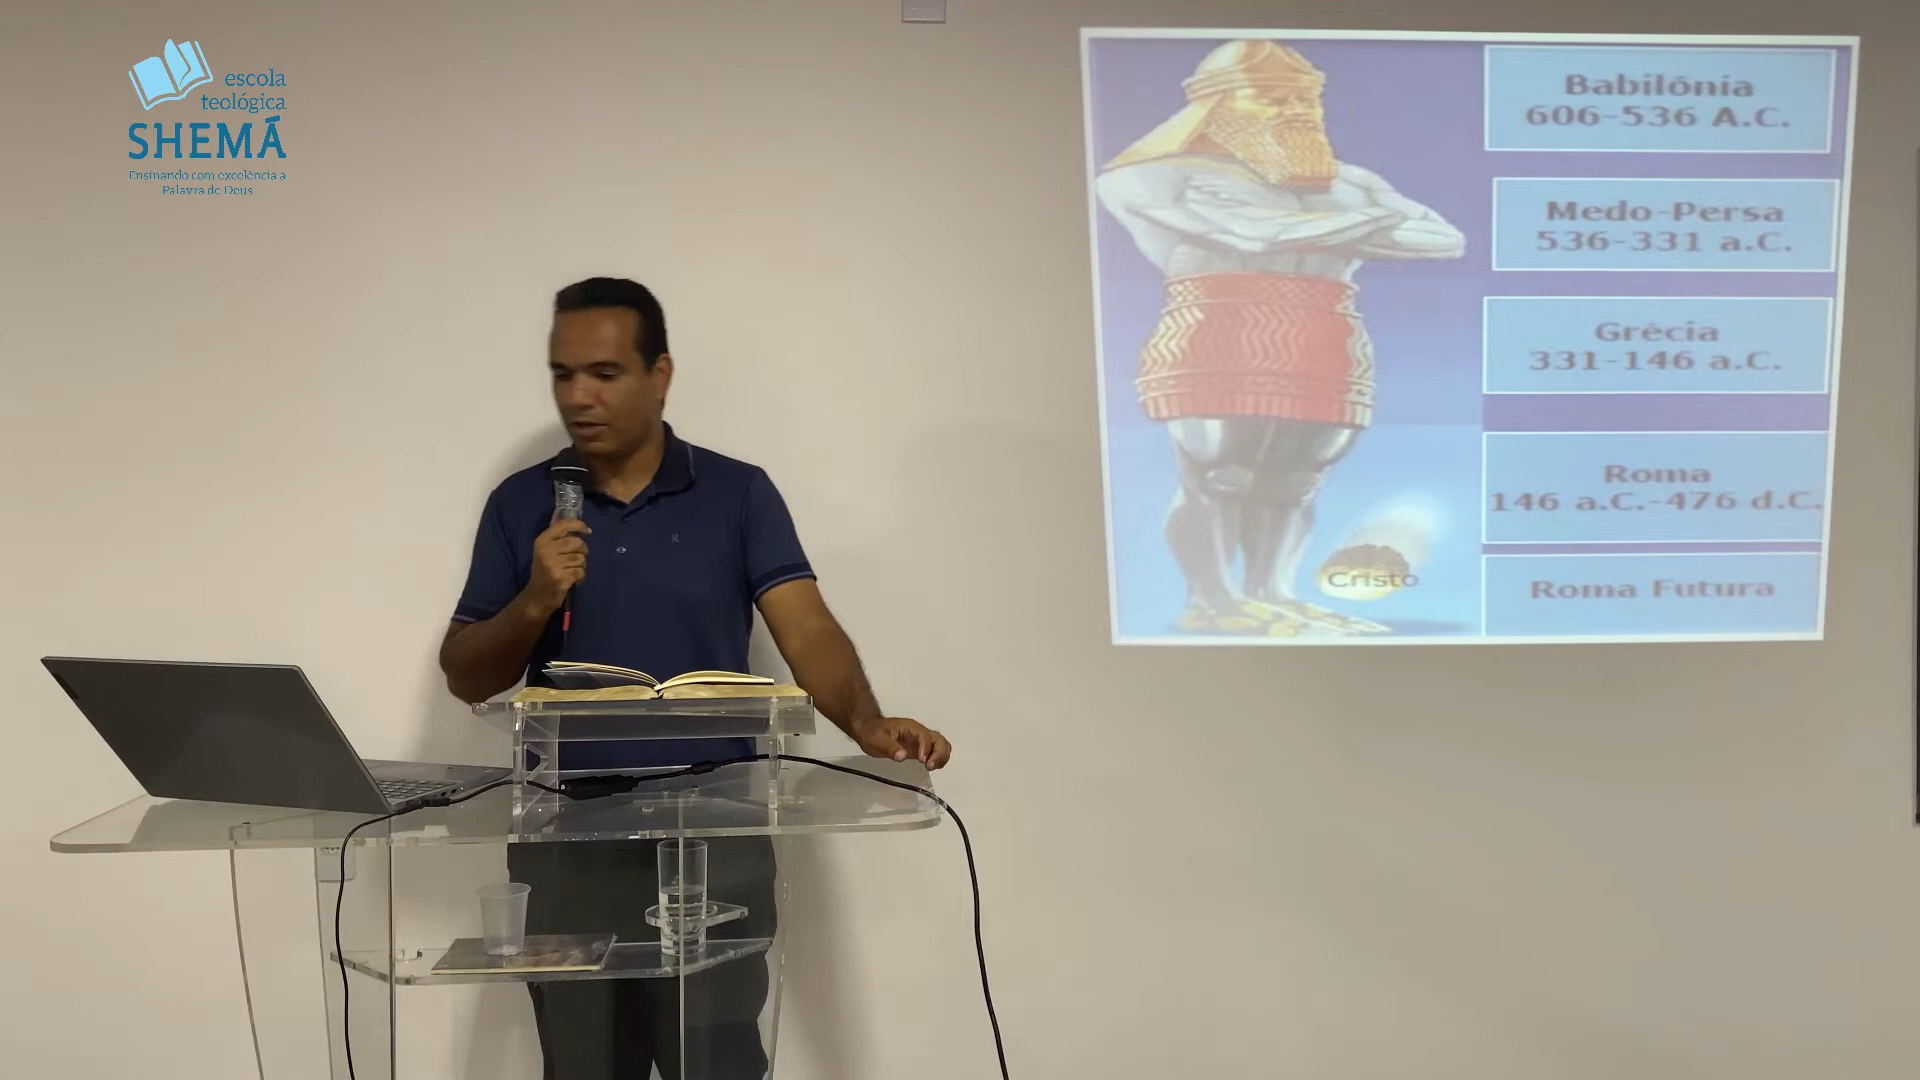 escola
teológica
SHEMÁ
Ensinando com excelência a
Palavra de Deus
Babilônia
606-536 A.C.
Medo-Persa
536-331 a.C.
Grécia
331-146 a.C.
Roma
146 a.C.-476 d.C.
Cristo
Roma Futura